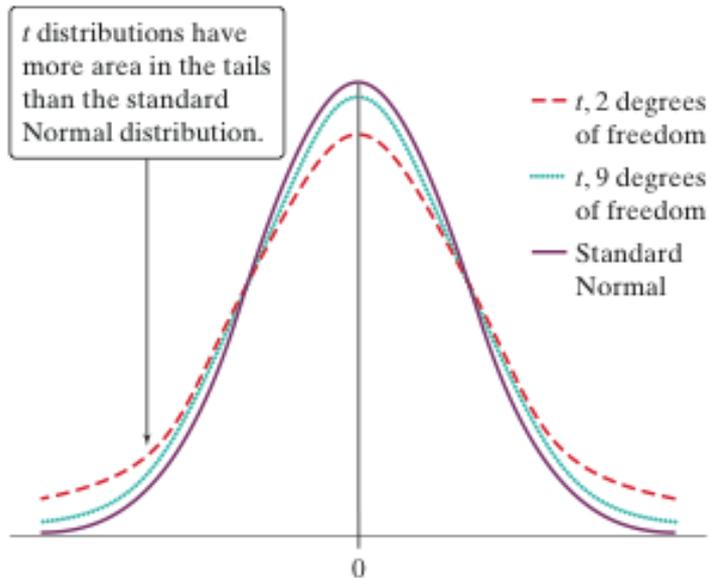 t distributions have
more area in the tails
than the standard
Normal distribution.
t, 2 degrees
of freedom
t, 9 degrees
of freedom
Standard
Normal
0